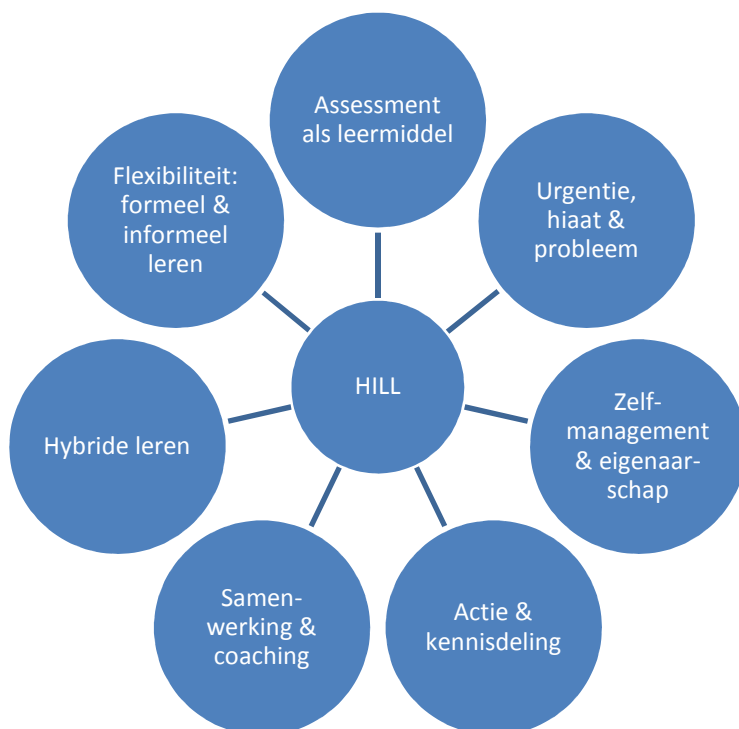 Assessment
als leermiddel
Urgentie,
hiaat &
probleem
Zelf-
management
& eigenaar-
schap
Actie &
kennisdeling
Samen-
werking &
coaching
Hybride leren
Flexibiliteit:
formeel &
informeel
leren
HILL